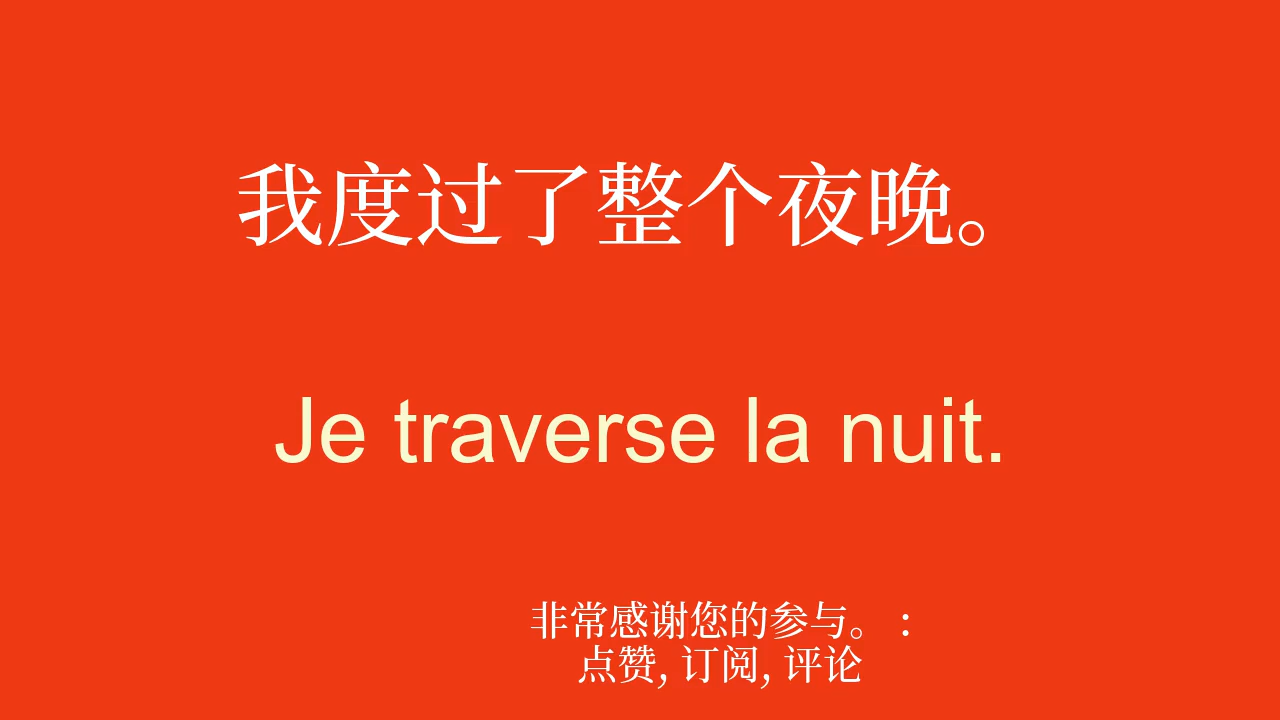 我度过了整个夜晚。
Je traverse la nuit.
非常感谢您的参与。 :
点赞, 订阅, 评论